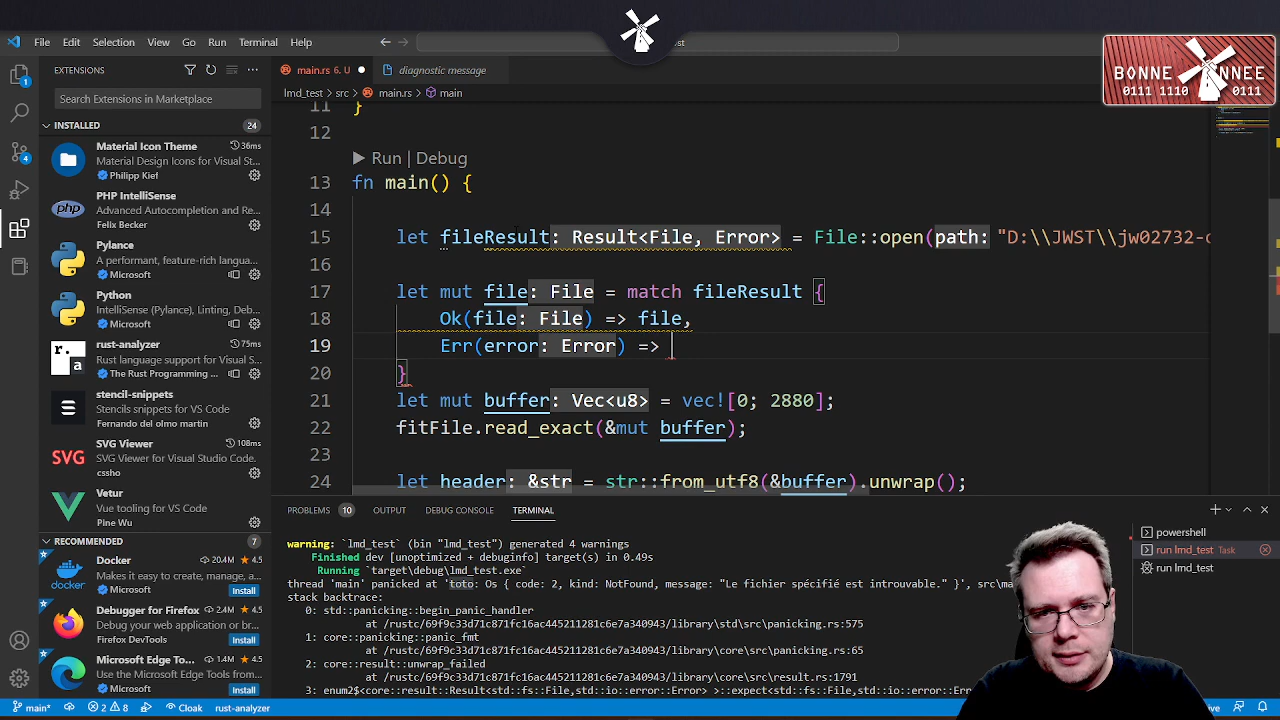 File Edit Selection View Go Run Terminal Help
BONNE ANNEE
0111 1110 0111
EXTENSIONS
main.rs 6, U
diagnostic message
lmd_test > src > main.rs > main
Search Extensions in Marketplace
INSTALLED 24
Material Icon Theme 36ms
Material Design Icons for Visual St...
Philipp Kief
PHP IntelliSense
Advanced Autocompletion and Re...
Felix Becker
Pylance
A performant, feature-rich languag...
Microsoft
Python
IntelliSense (Pylance), Linting, Deb...
Microsoft
rust-analyzer 344ms
Rust language support for Visual St...
The Rust Programming ...
stencil-snippets
Stencils snippets for VS Code
Fernando del olmo martin
SVG Viewer 108ms
SVG Viewer for Visual Studio Code.
cssho
Vetur
Vue tooling for VS Code
Pine Wu
RECOMMENDED 7
Docker 20.4M 4.5
Makes it easy to create, manage, a...
Microsoft Install
Debugger for Firefox 2.4M 4.5
Debug your web application or br...
Firefox DevTools Install
Microsoft Edge To... 1.4M 4.5
Use the Microsoft Edge Tools from ...
Microsoft Install
11 }
12
Run | Debug
13 fn main() {
14
15 let fileResult: Result<File, Error> = File::open(path: "D:\\JWST\\jw02732-
16
17 let mut file: File = match fileResult {
18 Ok(file: File) => file,
19 Err(error: Error) =>
20 }
21 let mut buffer: Vec<u8> = vec![0; 2880];
22 fitFile.read_exact(&mut buffer);
23
24 let header: &str = str::from_utf8(&buffer).unwrap();
PROBLEMS 10 OUTPUT DEBUG CONSOLE TERMINAL
warning: `lmd_test` (bin "lmd_test") generated 4 warnings
Finished dev [unoptimized + debuginfo] target(s) in 0.49s
Running `target\debug\lmd_test.exe`
thread 'main' panicked at 'toto: Os { code: 2, kind: NotFound, message: "Le fichier spécifié est introuvable." }', src\
stack backtrace:
0: std::panicking::begin_panic_handler
at /rustc/69f9c33d71c871fc16ac445211281c6e7a340943/library\std\src\panicking.rs:575
1: core::panicking::panic_fmt
at /rustc/69f9c33d71c871fc16ac445211281c6e7a340943/library\core\src\panicking.rs:65
2: core::result::unwrap_failed
at /rustc/69f9c33d71c871fc16ac445211281c6e7a340943/library\core\src\result.rs:1791
3: enum2$<core::result::Result<std::fs::File,std::io::error::Error> >::expect<std::fs::File,std::io::error::Erro
powershell
run lmd_test Task
run lmd_test
main* 2 8 Cloak rust-analyzer